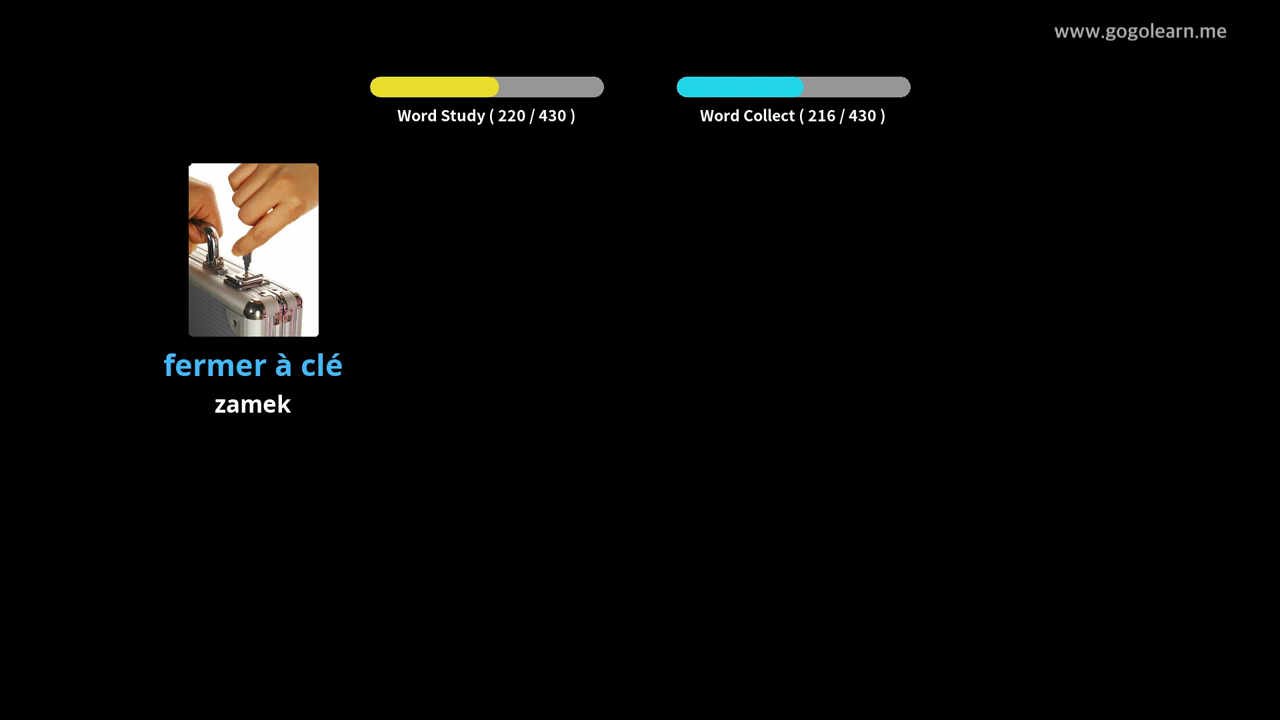 www.gogolearn.me
Word Study ( 220 / 430 )
Word Collect ( 216 / 430 )
fermer à clé
zamek